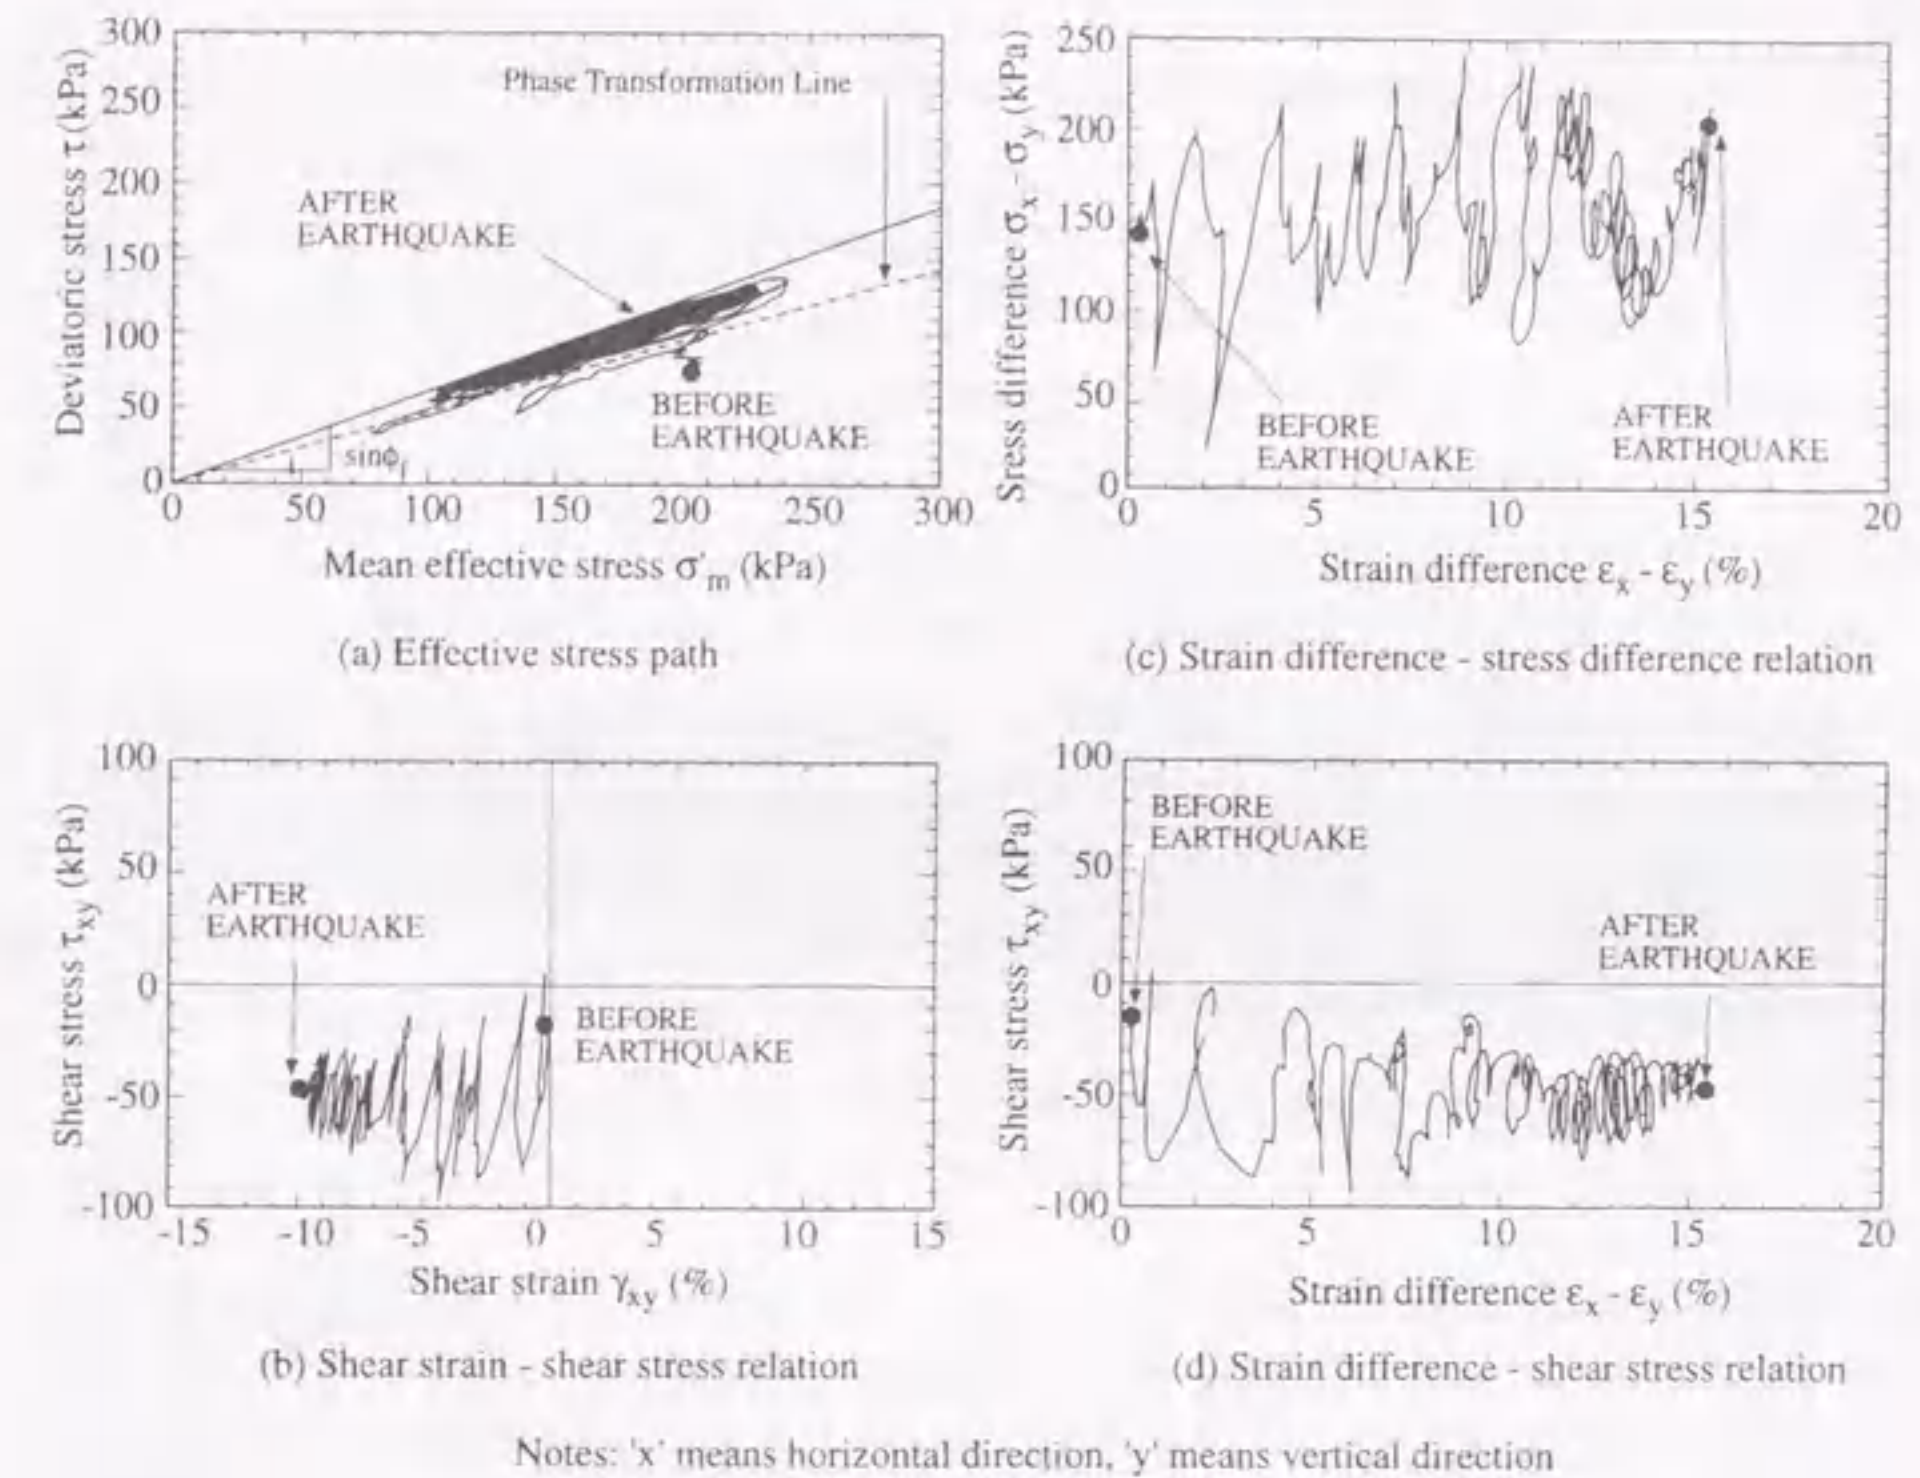 300
250
200
150
100
50
0
Deviatoric stress τ (kPa)
Phase Transformation Line
AFTER
EARTHQUAKE
BEFORE
EARTHQUAKE
1
sinϕf
0 50 100 150 200 250 300
Mean effective stress σ'm (kPa)
(a) Effective stress path
250
200
150
100
50
0
Sress difference σx - σy (kPa)
BEFORE
EARTHQUAKE
AFTER
EARTHQUAKE
0 5 10 15 20
Strain difference εx - εy (%)
(c) Strain difference - stress difference relation
100
50
0
-50
-100
Shear stress τxy (kPa)
AFTER
EARTHQUAKE
BEFORE
EARTHQUAKE
-15 -10 -5 0 5 10 15
Shear strain γxy (%)
(b) Shear strain - shear stress relation
100
50
0
-50
-100
Shear stress τxy (kPa)
BEFORE
EARTHQUAKE
AFTER
EARTHQUAKE
0 5 10 15 20
Strain difference εx - εy (%)
(d) Strain difference - shear stress relation
Notes: 'x' means horizontal direction, 'y' means vertical direction